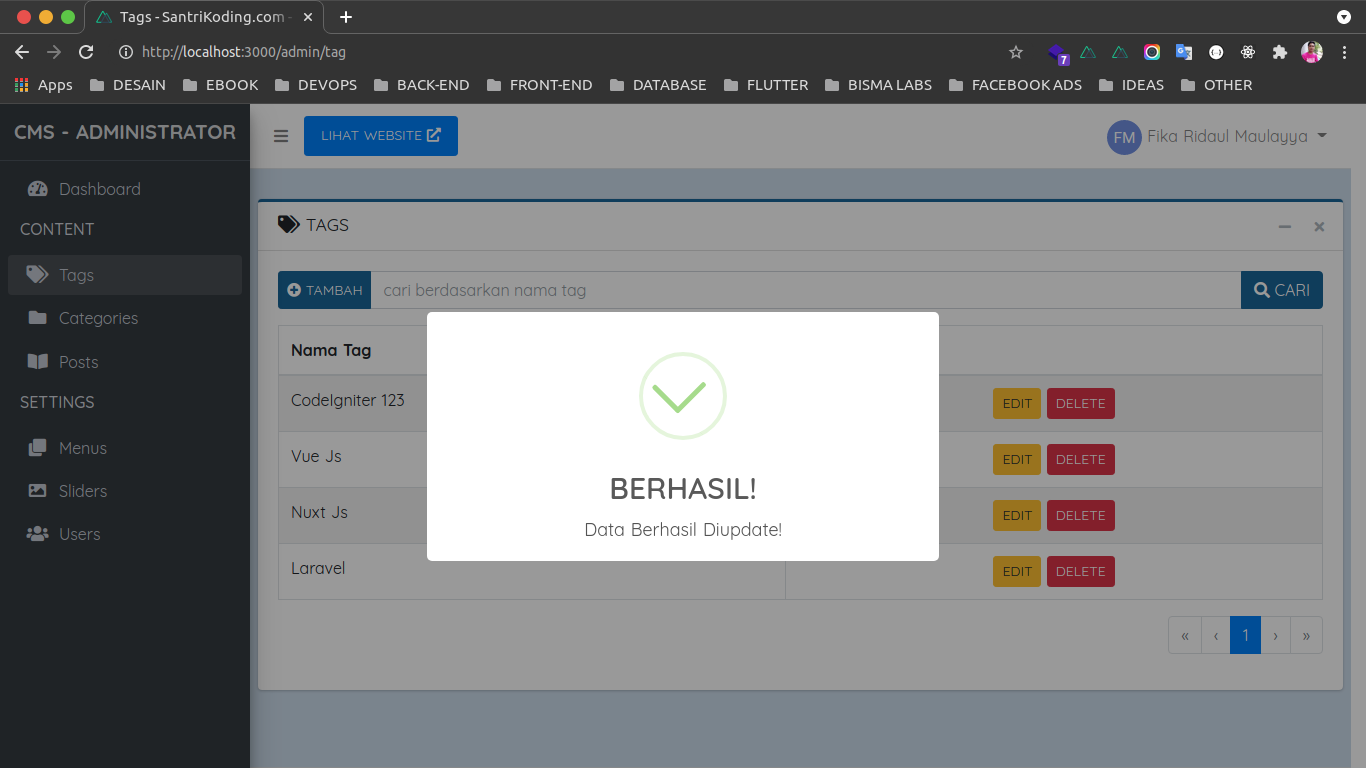 Tags - SantriKoding.com -
http://localhost:3000/admin/tag
7
Apps DESAIN EBOOK DEVOPS BACK-END FRONT-END DATABASE FLUTTER BISMA LABS FACEBOOK ADS IDEAS OTHER
CMS - ADMINISTRATOR
LIHAT WEBSITE
FM Fika Ridaul Maulayya
Dashboard
CONTENT
Tags
Categories
Posts
SETTINGS
Menus
Sliders
Users
TAGS
TAMBAH cari berdasarkan nama tag CARI
Nama Tag
CodeIgniter 123 EDIT DELETE
Vue Js EDIT DELETE
Nuxt Js EDIT DELETE
Laravel EDIT DELETE
« ‹ 1 › »
BERHASIL!
Data Berhasil Diupdate!